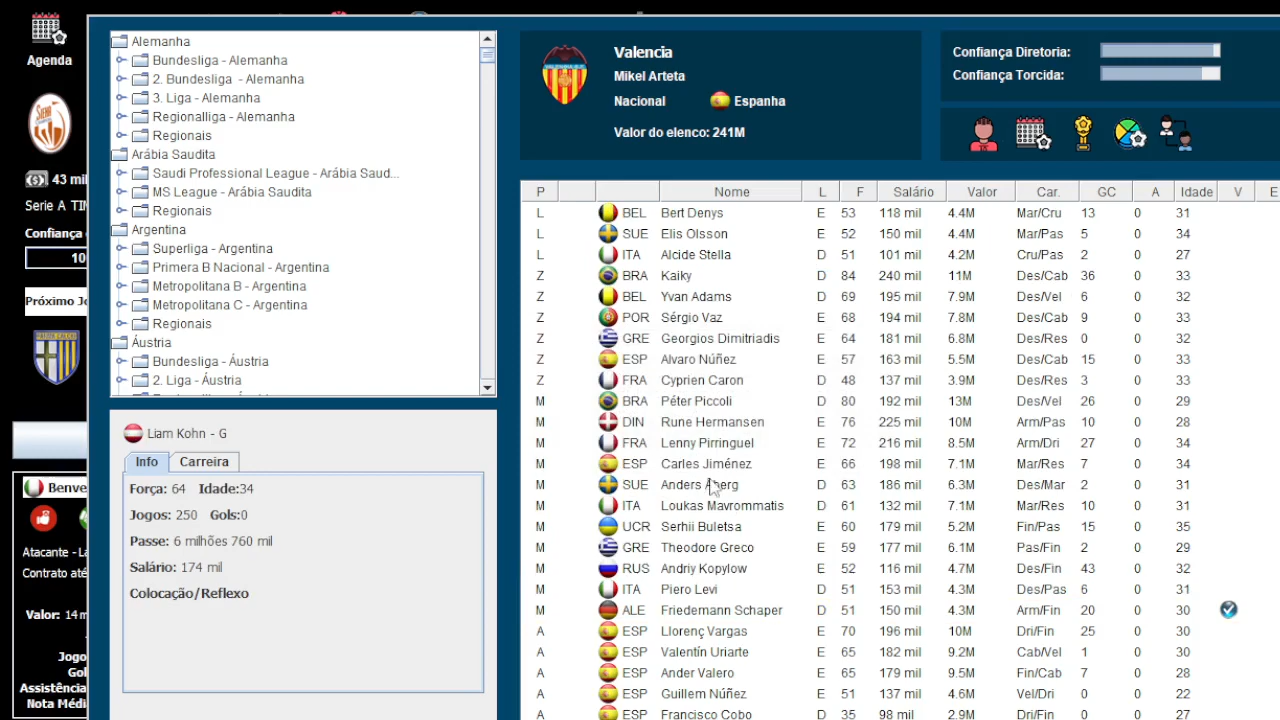 Agenda
SIENA
43 mil
Serie A TIM
Confiança
10
Próximo Jo
PARMA CALCIO
Benve
Atacante - La
Contrato até
Valor: 14 m
Jogo
Gol
Assistência
Nota Média
Alemanha
Bundesliga - Alemanha
2. Bundesliga - Alemanha
3. Liga - Alemanha
Regionalliga - Alemanha
Regionais
Arábia Saudita
Saudi Professional League - Arábia Saud...
MS League - Arábia Saudita
Regionais
Argentina
Superliga - Argentina
Primera B Nacional - Argentina
Metropolitana B - Argentina
Metropolitana C - Argentina
Regionais
Áustria
Bundesliga - Áustria
2. Liga - Áustria
Liam Kohn - G
Info Carreira
Força: 64 Idade:34
Jogos: 250 Gols:0
Passe: 6 milhões 760 mil
Salário: 174 mil
Colocação/Reflexo
Valencia
Mikel Arteta
Nacional Espanha
Valor do elenco: 241M
Confiança Diretoria:
Confiança Torcida:
P Nome L F Salário Valor Car. GC A Idade V E
L BEL Bert Denys E 53 118 mil 4.4M Mar/Cru 13 0 31
L SUE Elis Olsson E 52 150 mil 4.4M Mar/Pas 5 0 34
L ITA Alcide Stella D 51 101 mil 4.2M Cru/Pas 2 0 27
Z BRA Kaiky D 84 240 mil 11M Des/Cab 36 0 33
Z BEL Yvan Adams D 69 195 mil 7.9M Des/Vel 6 0 32
Z POR Sérgio Vaz E 68 194 mil 7.8M Des/Cab 9 0 33
Z GRE Georgios Dimitriadis E 64 181 mil 6.8M Des/Res 0 0 32
Z ESP Alvaro Núñez E 57 163 mil 5.5M Des/Cab 15 0 33
Z FRA Cyprien Caron D 48 137 mil 3.9M Des/Res 3 0 33
M BRA Péter Piccoli D 80 192 mil 13M Des/Vel 26 0 29
M DIN Rune Hermansen E 76 225 mil 10M Arm/Pas 10 0 28
M FRA Lenny Pirringuel E 72 216 mil 8.5M Arm/Dri 27 0 34
M ESP Carles Jiménez E 66 198 mil 7.1M Mar/Res 7 0 34
M SUE Anders Aberg D 63 186 mil 6.3M Des/Mar 2 0 31
M ITA Loukas Mavrommatis D 61 132 mil 7.1M Mar/Res 10 0 31
M UCR Serhii Buletsa E 60 179 mil 5.2M Fin/Pas 15 0 35
M GRE Theodore Greco E 59 177 mil 6.1M Pas/Fin 2 0 29
M RUS Andriy Kopylow E 52 116 mil 4.7M Des/Fin 43 0 32
M ITA Piero Levi D 51 153 mil 4.3M Des/Pas 6 0 31
M ALE Friedemann Schaper D 51 150 mil 4.3M Arm/Fin 20 0 30
A ESP Llorenç Vargas E 70 196 mil 10M Dri/Fin 25 0 30
A ESP Valentín Uriarte E 65 182 mil 9.2M Cab/Vel 1 0 30
A ESP Ander Valero E 65 179 mil 9.5M Fin/Cab 7 0 28
A ESP Guillem Núñez E 51 137 mil 4.6M Vel/Dri 0 0 22
A ESP Francisco Cobo D 35 98 mil 2.9M Dri/Fin 0 0 27